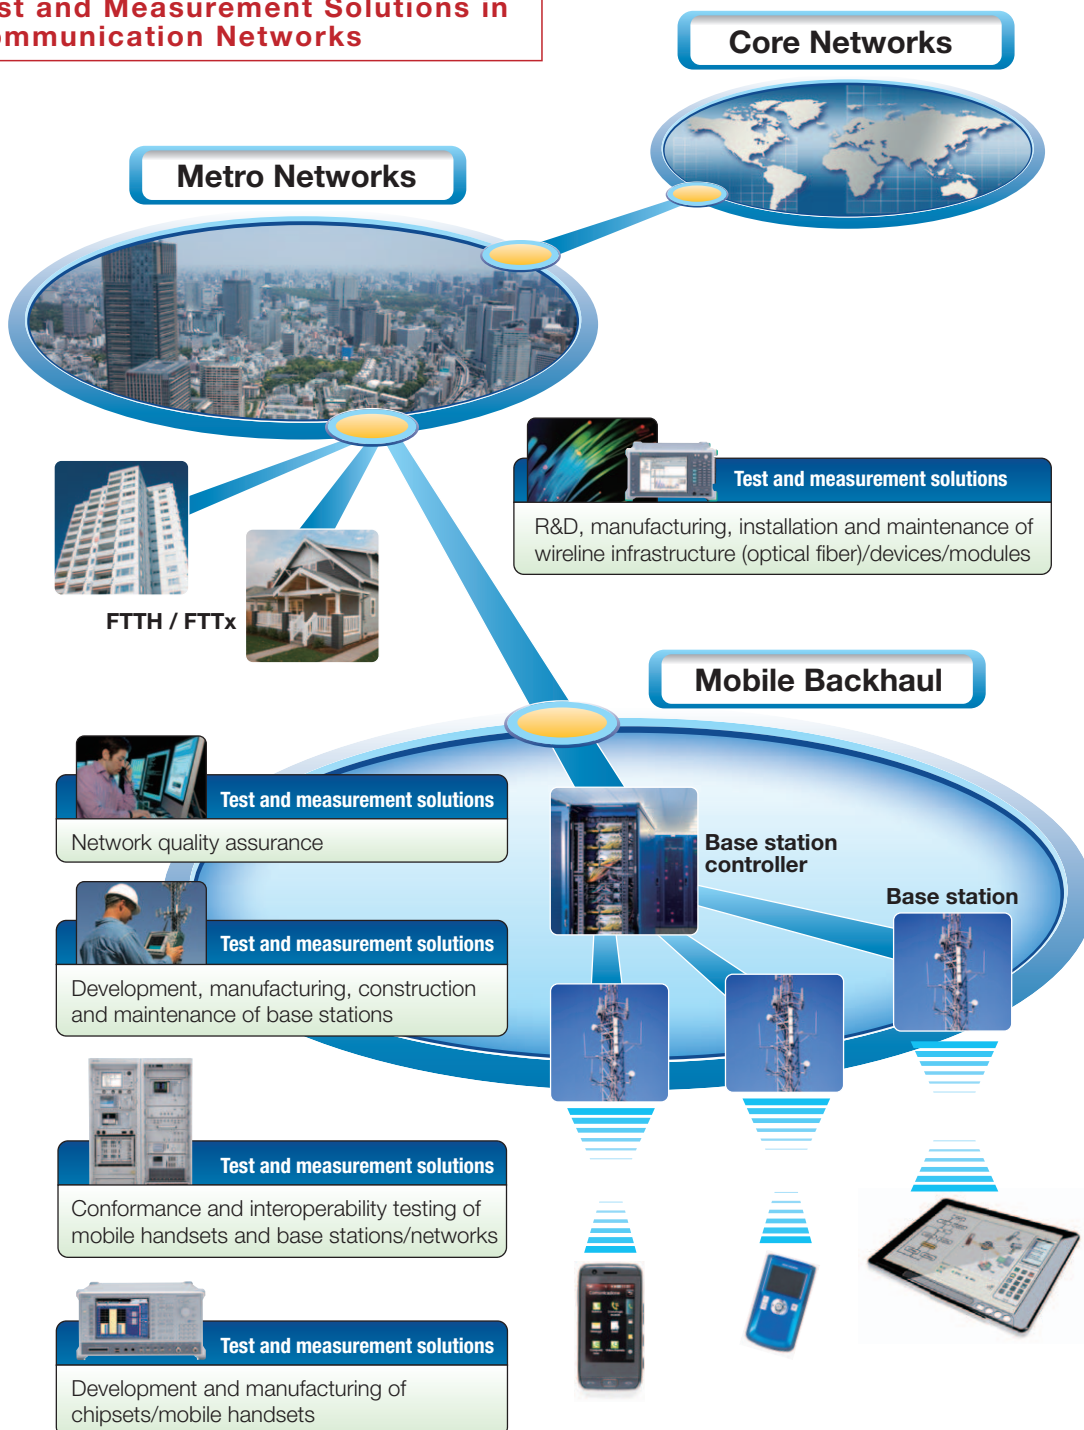 st and Measurement Solutions in
ommunication Networks
Core Networks
Metro Networks
Test and measurement solutions
R&D, manufacturing, installation and maintenance of
wireline infrastructure (optical fiber)/devices/modules
FTTH / FTTx
Mobile Backhaul
Test and measurement solutions
Network quality assurance
Base station
controller
Base station
Test and measurement solutions
Development, manufacturing, construction
and maintenance of base stations
Test and measurement solutions
Conformance and interoperability testing of
mobile handsets and base stations/networks
Test and measurement solutions
Development and manufacturing of
chipsets/mobile handsets